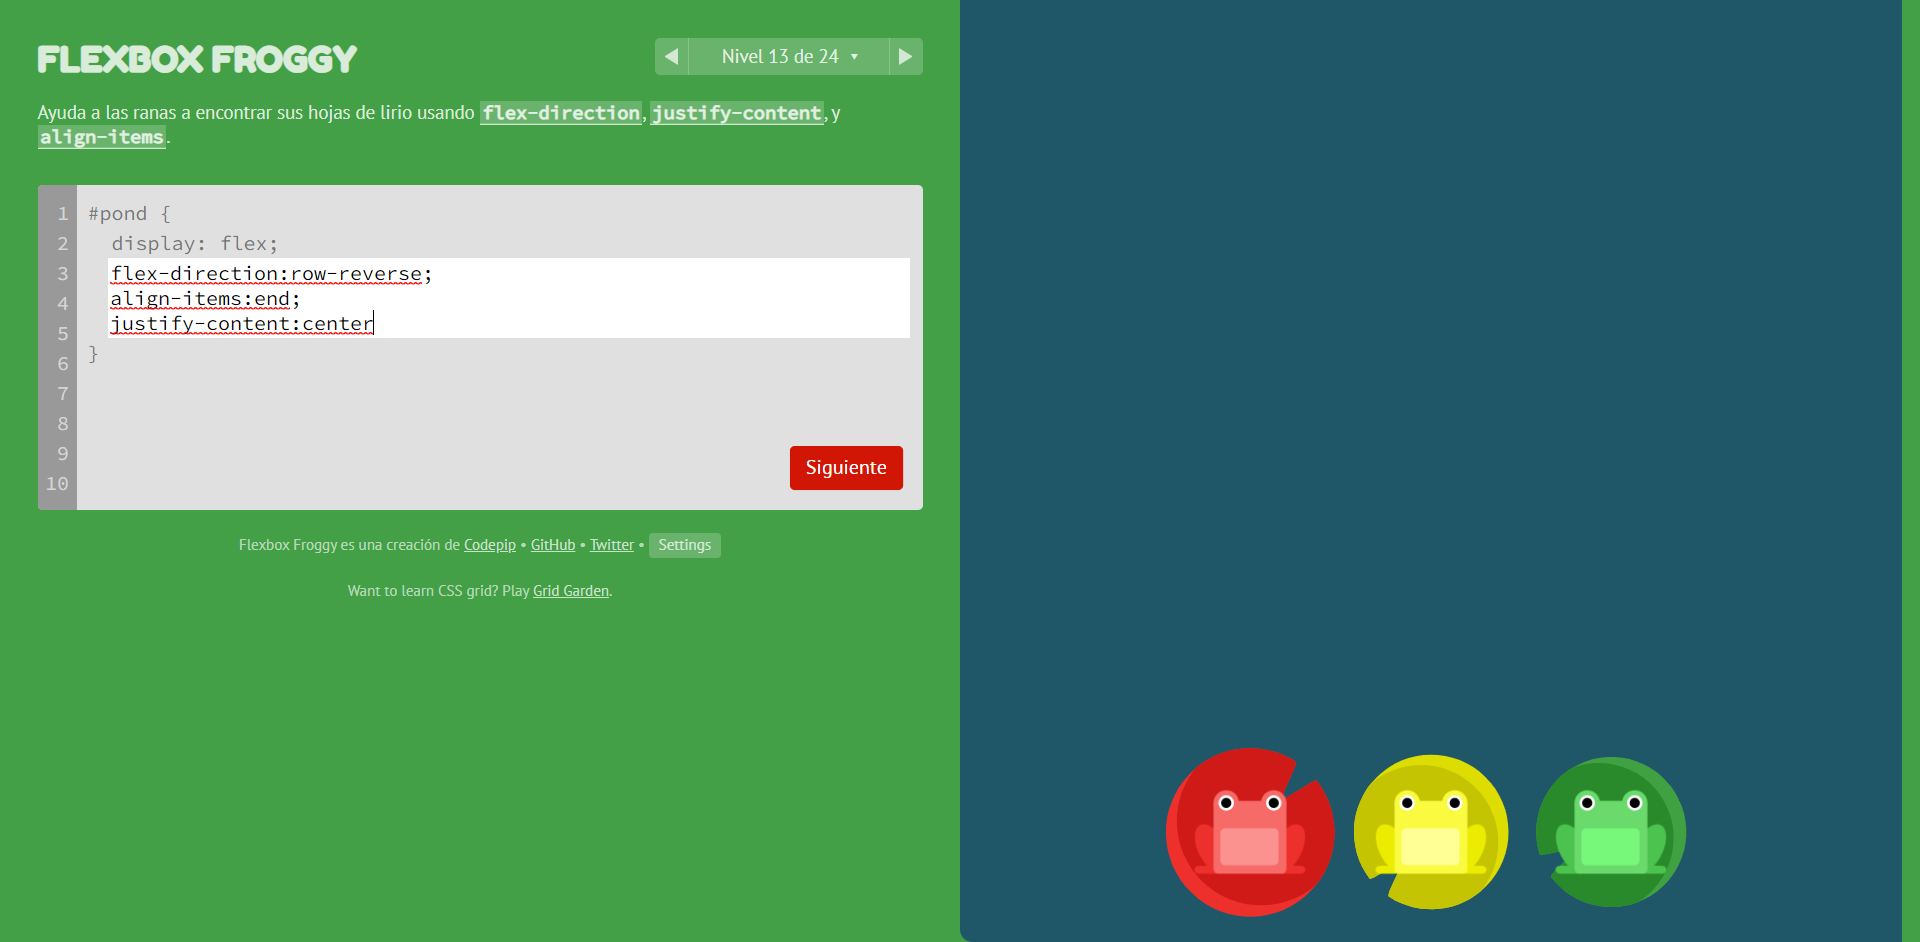 FLEXBOX FROGGY
◀ Nivel 13 de 24 ▾ ▶
Ayuda a las ranas a encontrar sus hojas de lirio usando flex-direction, justify-content, y
align-items.
1 #pond {
2 display: flex;
3 flex-direction:row-reverse;
4 align-items:end;
5 justify-content:center
6 }
7
8
9
10
Siguiente
Flexbox Froggy es una creación de Codepip • GitHub • Twitter • Settings
Want to learn CSS grid? Play Grid Garden.